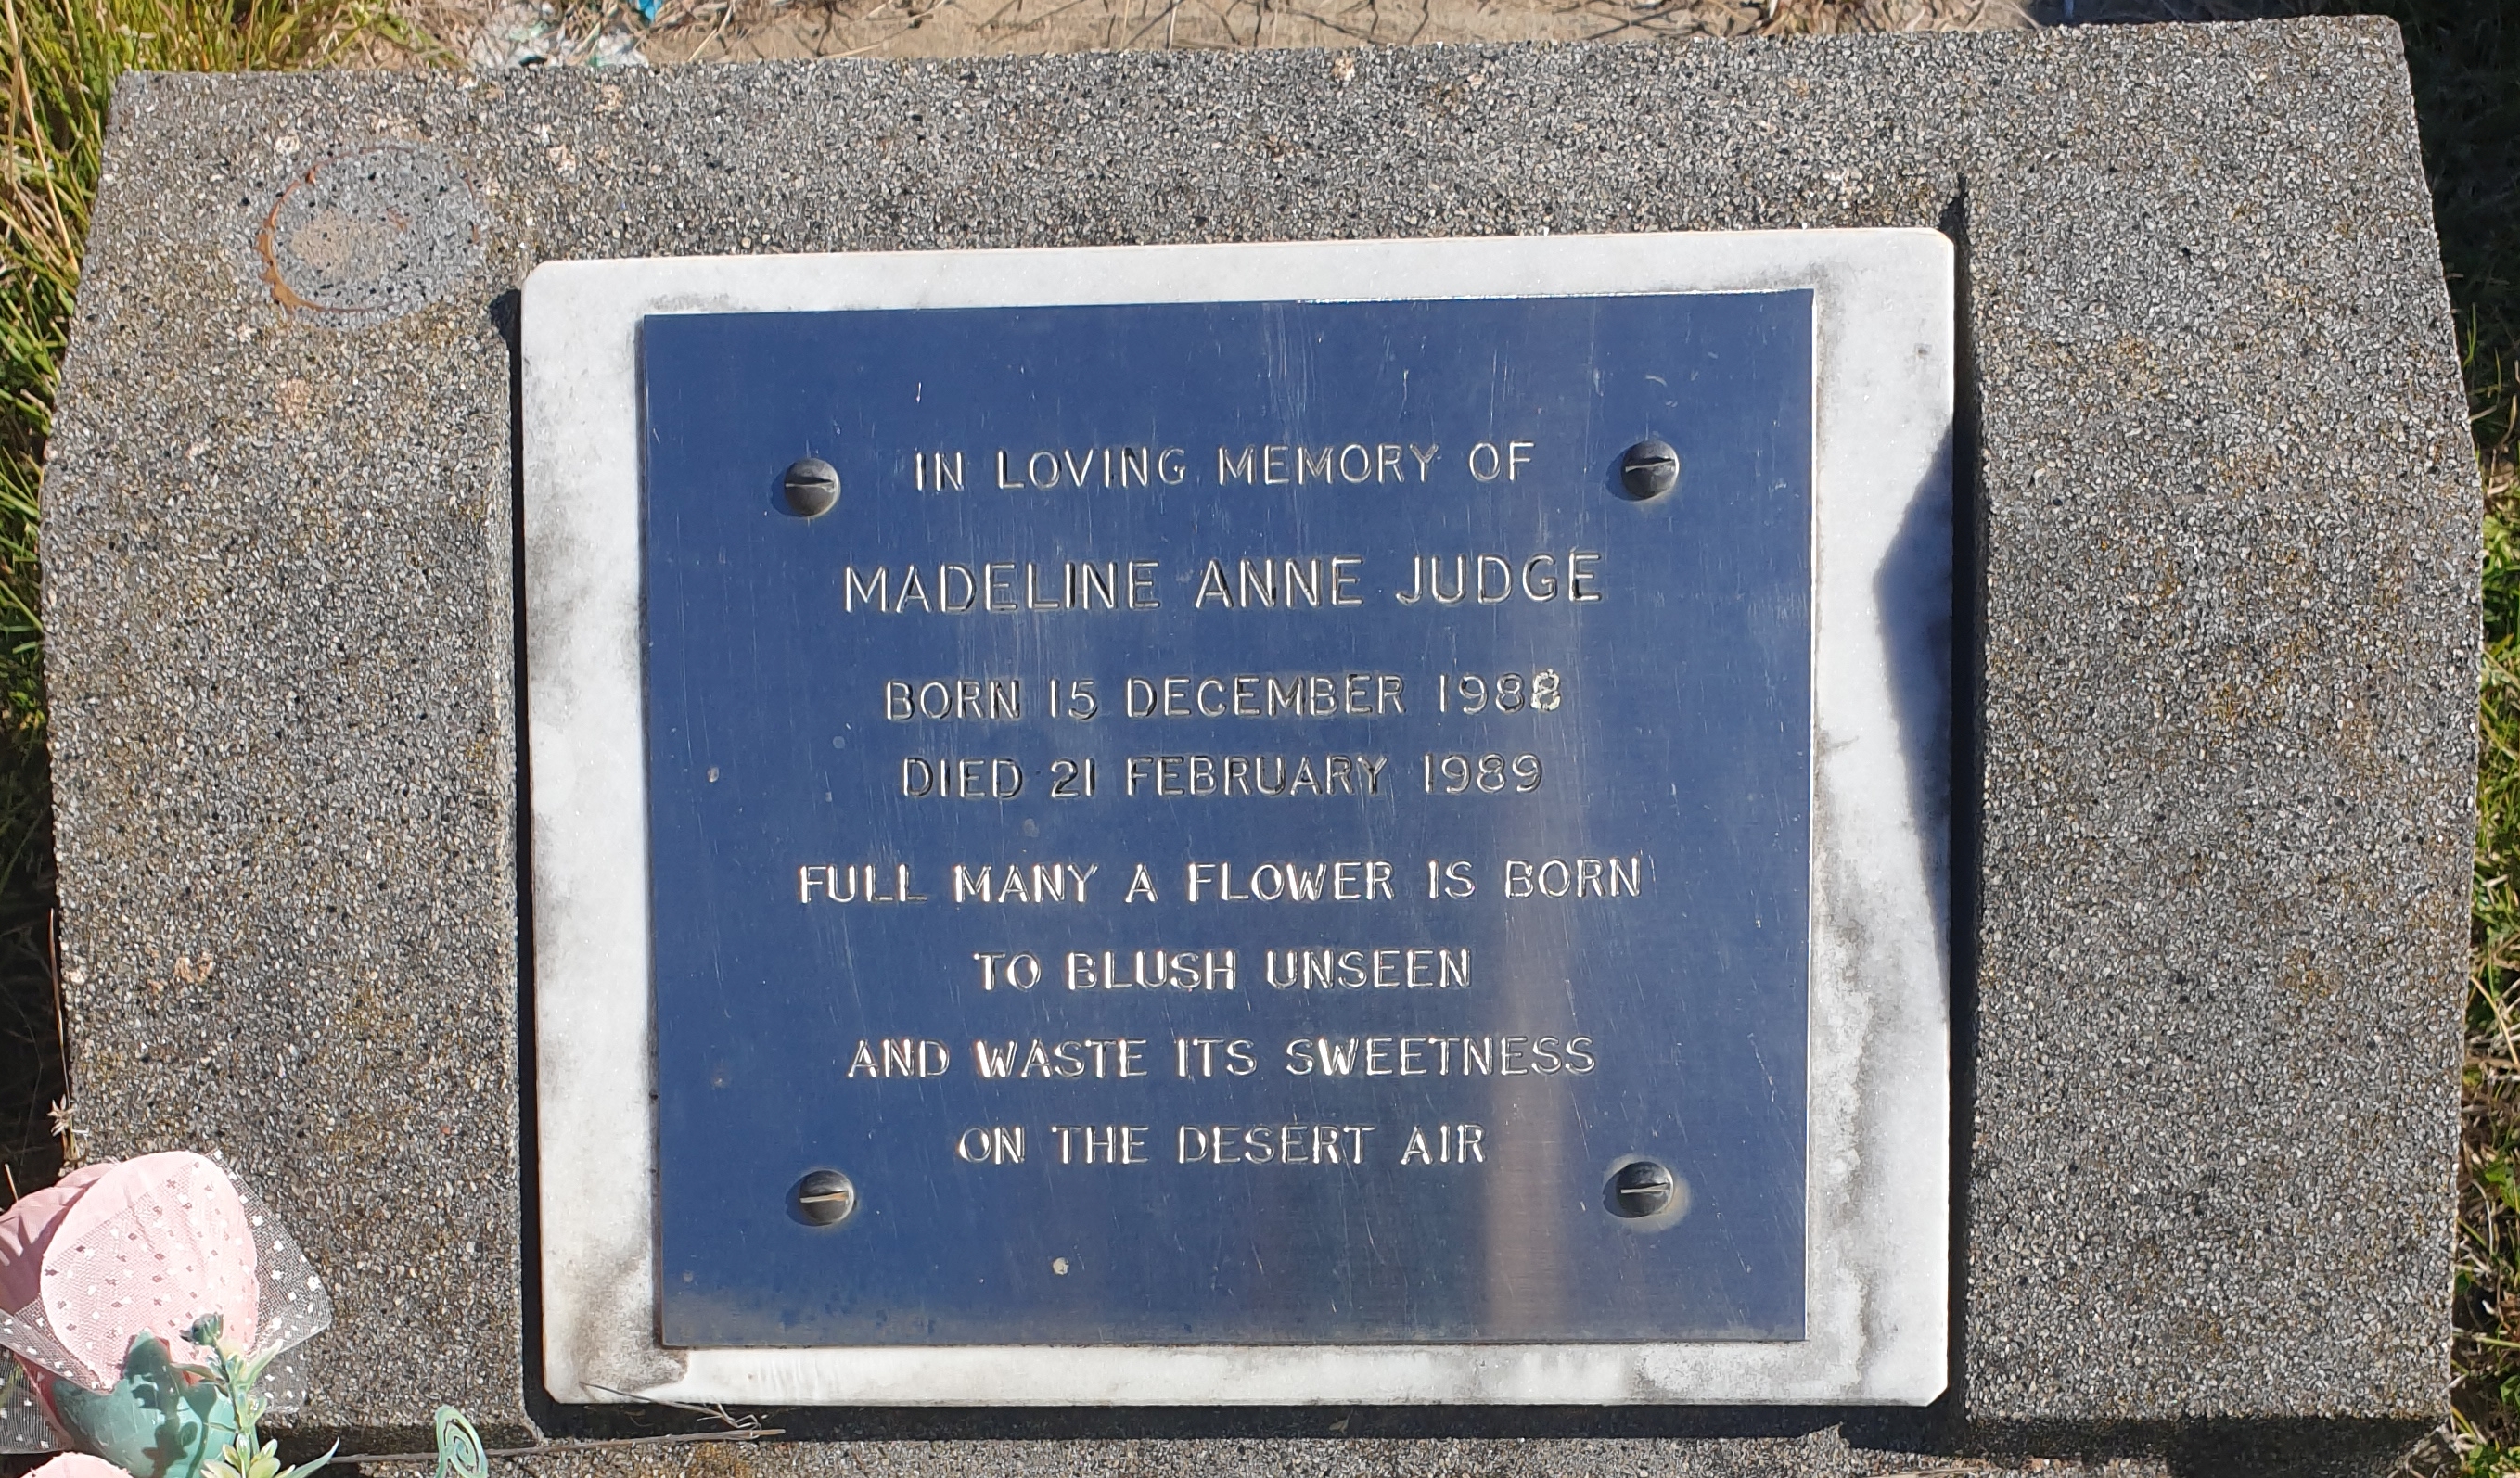 IN LOVING MEMORY OF
MADELINE ANNE JUDGE
BORN 15 DECEMBER 1988
DIED 21 FEBRUARY 1989
FULL MANY A FLOWER IS BORN
TO BLUSH UNSEEN
AND WASTE ITS SWEETNESS
ON THE DESERT AIR